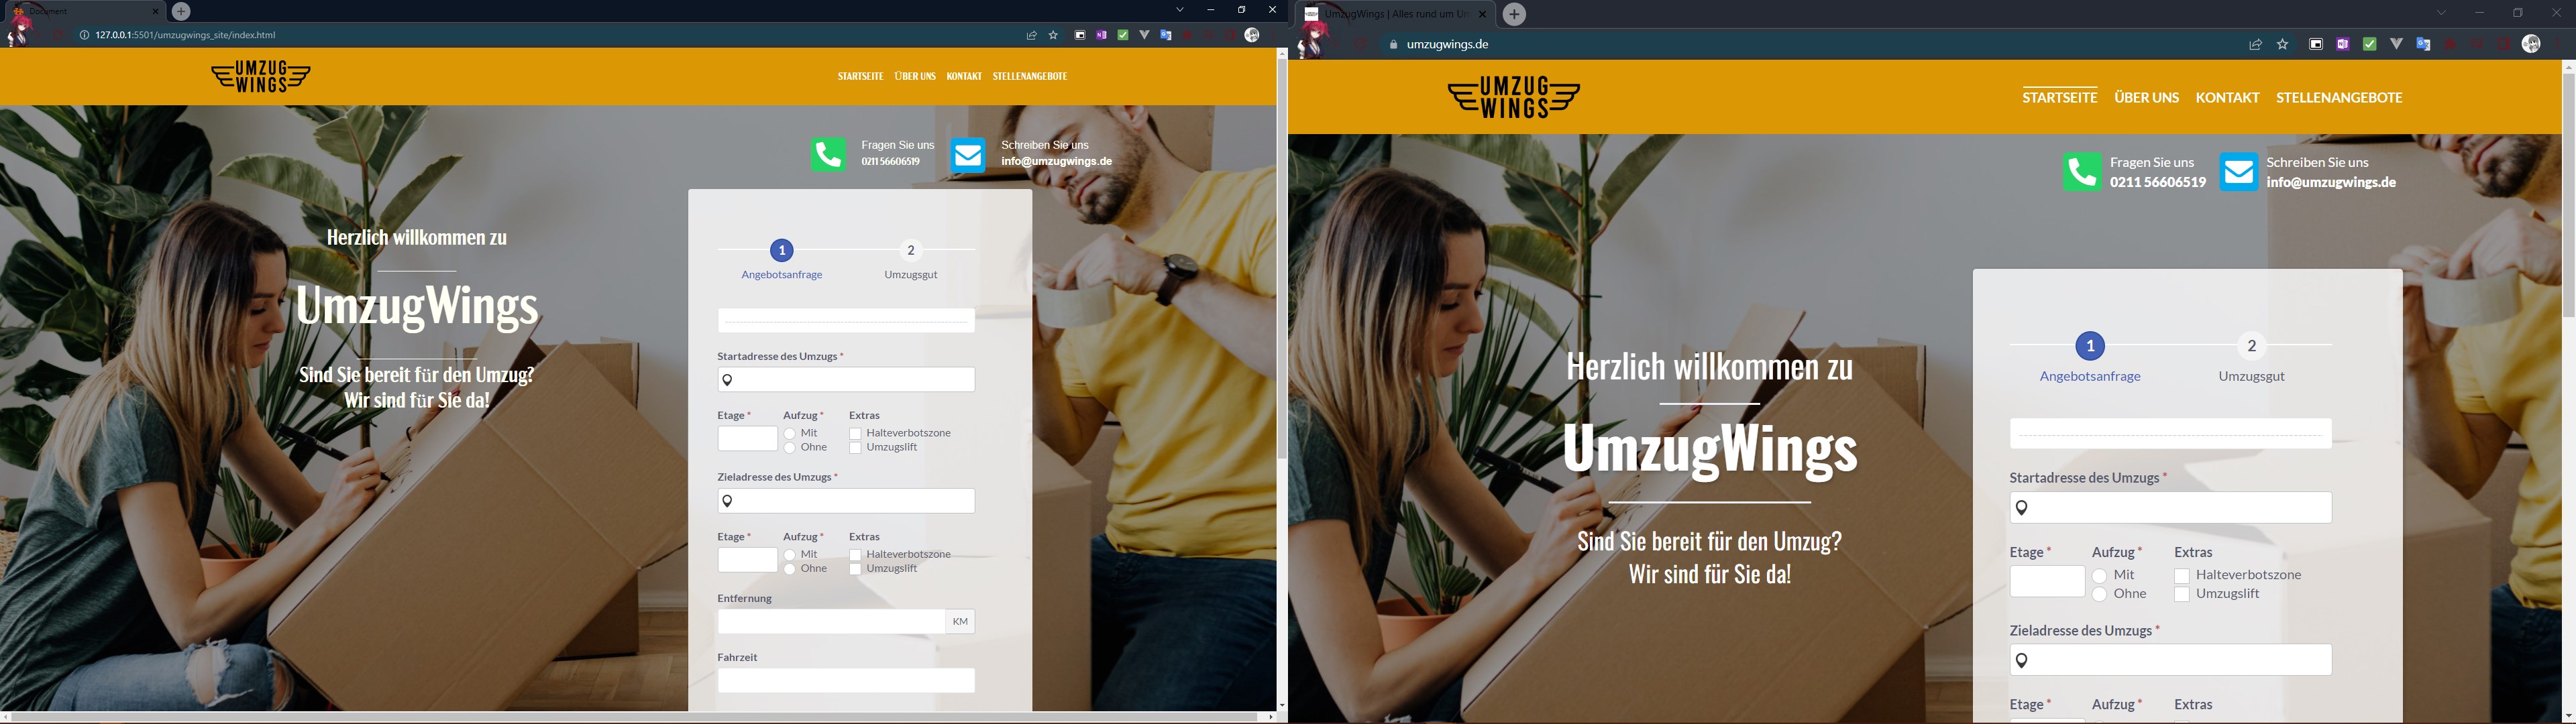 Document
127.0.0.1:5501/umzugwings_site/index.html
UMZUG
WINGS
STARTSEITE ÜBER UNS KONTAKT STELLENANGEBOTE
Fragen Sie uns
0211 56606519
Schreiben Sie uns
info@umzugwings.de
Herzlich willkommen zu
UmzugWings
Sind Sie bereit für den Umzug?
Wir sind für Sie da!
1
Angebotsanfrage
2
Umzugsgut
Startadresse des Umzugs *
Etage * Aufzug * Extras
Mit Halteverbotszone
Ohne Umzugslift
Zieladresse des Umzugs *
Etage * Aufzug * Extras
Mit Halteverbotszone
Ohne Umzugslift
Entfernung
KM
Fahrzeit
UmzugWings | Alles rund um Um
umzugwings.de
UMZUG
WINGS
STARTSEITE ÜBER UNS KONTAKT STELLENANGEBOTE
Fragen Sie uns
0211 56606519
Schreiben Sie uns
info@umzugwings.de
Herzlich willkommen zu
UmzugWings
Sind Sie bereit für den Umzug?
Wir sind für Sie da!
1
Angebotsanfrage
2
Umzugsgut
Startadresse des Umzugs *
Etage * Aufzug * Extras
Mit Halteverbotszone
Ohne Umzugslift
Zieladresse des Umzugs *
Etage * Aufzug * Extras